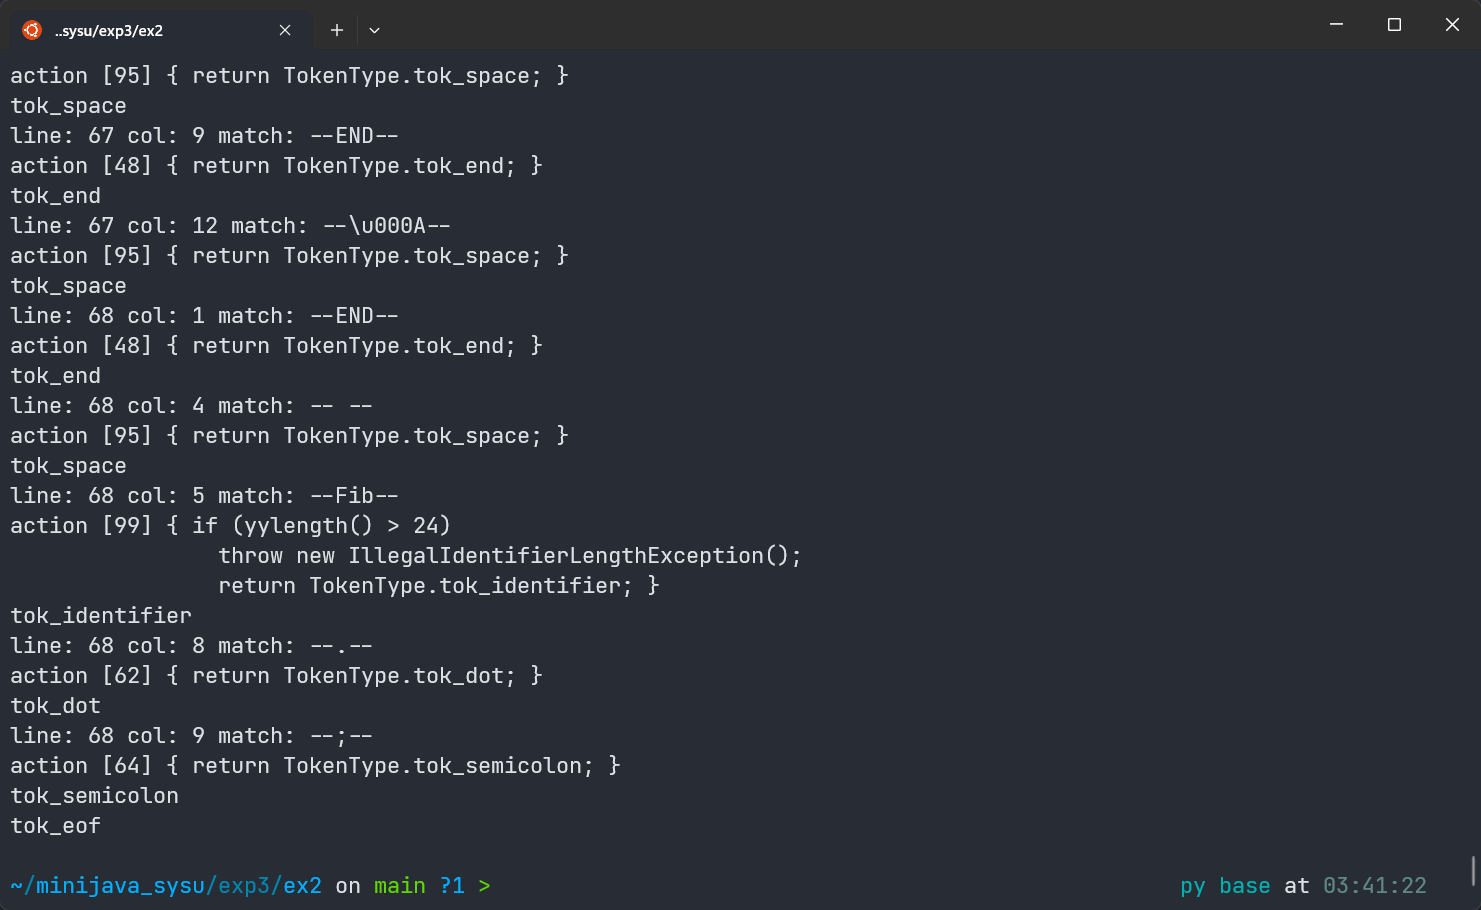 ..sysu/exp3/ex2
action [95] { return TokenType.tok_space; }
tok_space
line: 67 col: 9 match: --END--
action [48] { return TokenType.tok_end; }
tok_end
line: 67 col: 12 match: --\u000A--
action [95] { return TokenType.tok_space; }
tok_space
line: 68 col: 1 match: --END--
action [48] { return TokenType.tok_end; }
tok_end
line: 68 col: 4 match: -- --
action [95] { return TokenType.tok_space; }
tok_space
line: 68 col: 5 match: --Fib--
action [99] { if (yylength() > 24)
                throw new IllegalIdentifierLengthException();
                return TokenType.tok_identifier; }
tok_identifier
line: 68 col: 8 match: --.--
action [62] { return TokenType.tok_dot; }
tok_dot
line: 68 col: 9 match: --;--
action [64] { return TokenType.tok_semicolon; }
tok_semicolon
tok_eof
~/minijava_sysu/exp3/ex2 on main ?1 > py base at 03:41:22